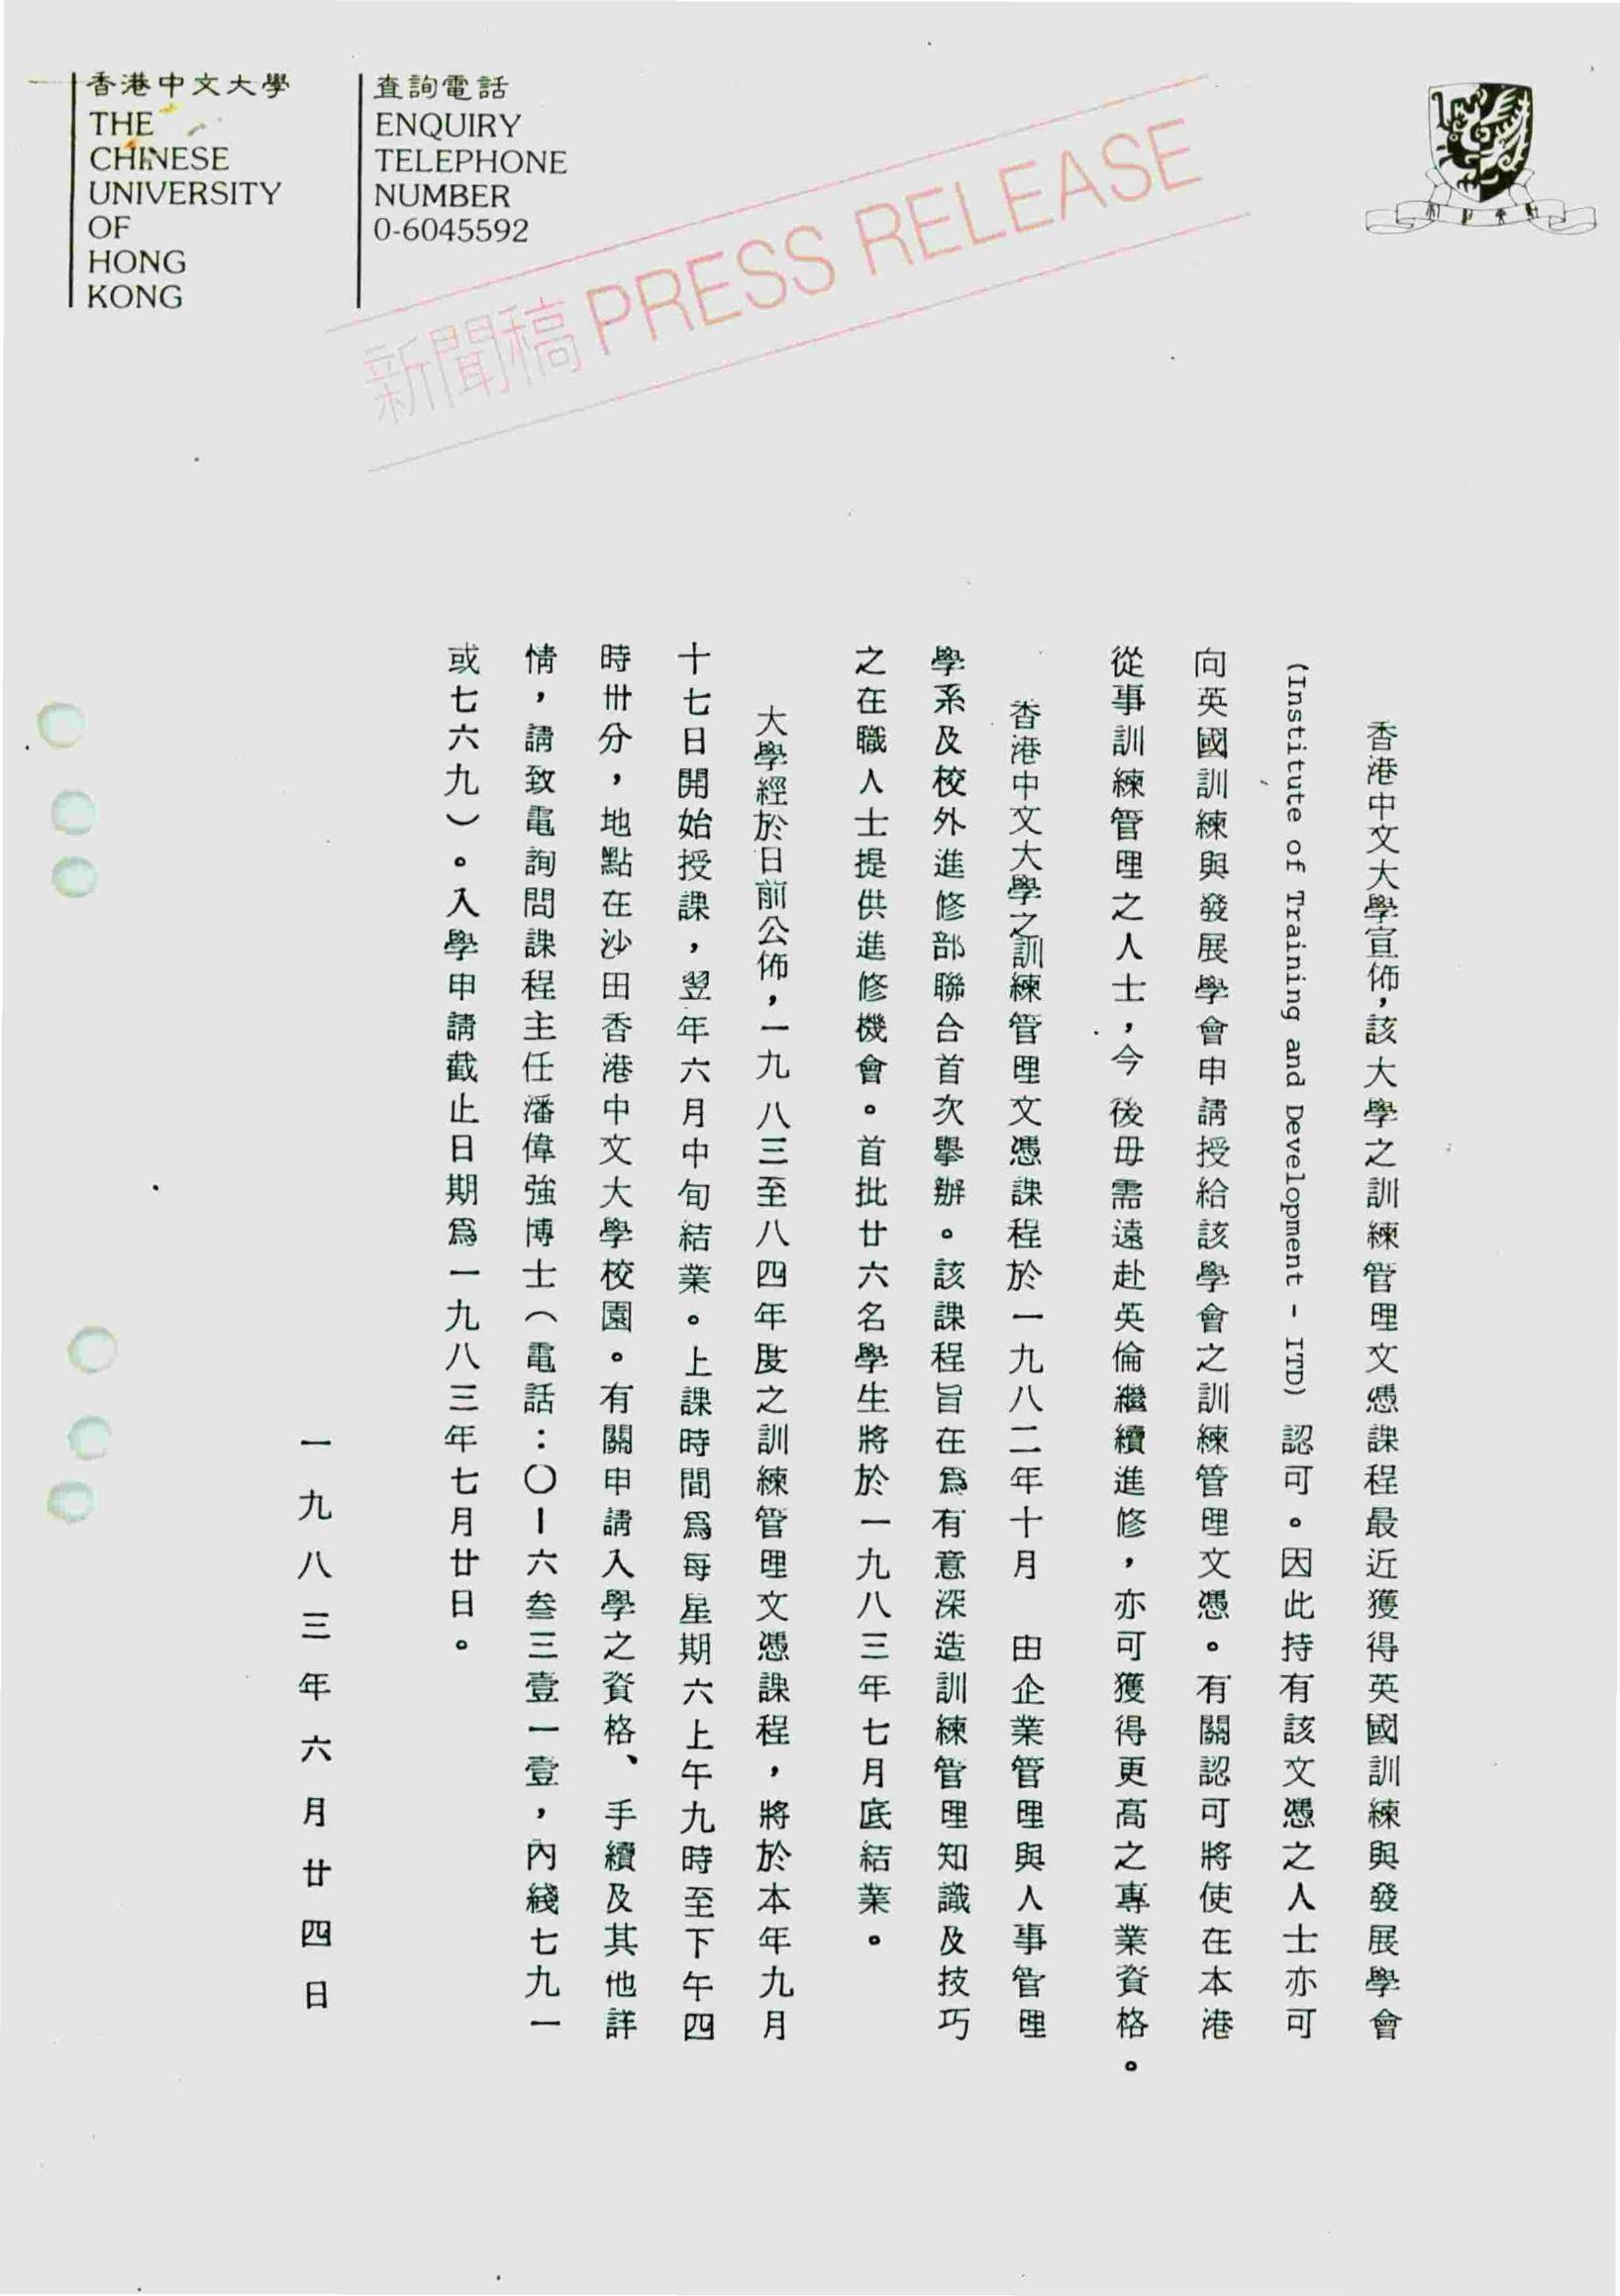 香港中文大學
THE
CHINESE
UNIVERSITY
OF
HONG
KONG
查詢電話
ENQUIRY
TELEPHONE
NUMBER
0-6045592
新聞稿 PRESS RELEASE
香港中文大學宣佈，該大學之訓練管理文憑課程最近獲得英國訓練與發展學會
(Institute of Training and Development - ITD) 認可。因此持有該文憑之人士亦可
向英國訓練與發展學會申請授給該學會之訓練管理文憑。有關認可將使在本港
從事訓練管理之人士，今後毋需遠赴英倫繼續進修，亦可獲得更高之專業資格。
香港中文大學之訓練管理文憑課程於一九八二年十月　由企業管理與人事管理
學系及校外進修部聯合首次舉辦。該課程旨在爲有意深造訓練管理知識及技巧
之在職人士提供進修機會。首批廿六名學生將於一九八三年七月底結業。
大學經於日前公佈，一九八三至八四年度之訓練管理文憑課程，將於本年九月
十七日開始授課，翌年六月中旬結業。上課時間爲每星期六上午九時至下午四
時卅分，地點在沙田香港中文大學校園。有關申請入學之資格、手續及其他詳
情，請致電詢問課程主任潘偉強博士（電話：〇－六叁三壹一壹，內綫七九一
或七六九）。入學申請截止日期爲一九八三年七月廿日。
一九八三年六月廿四日